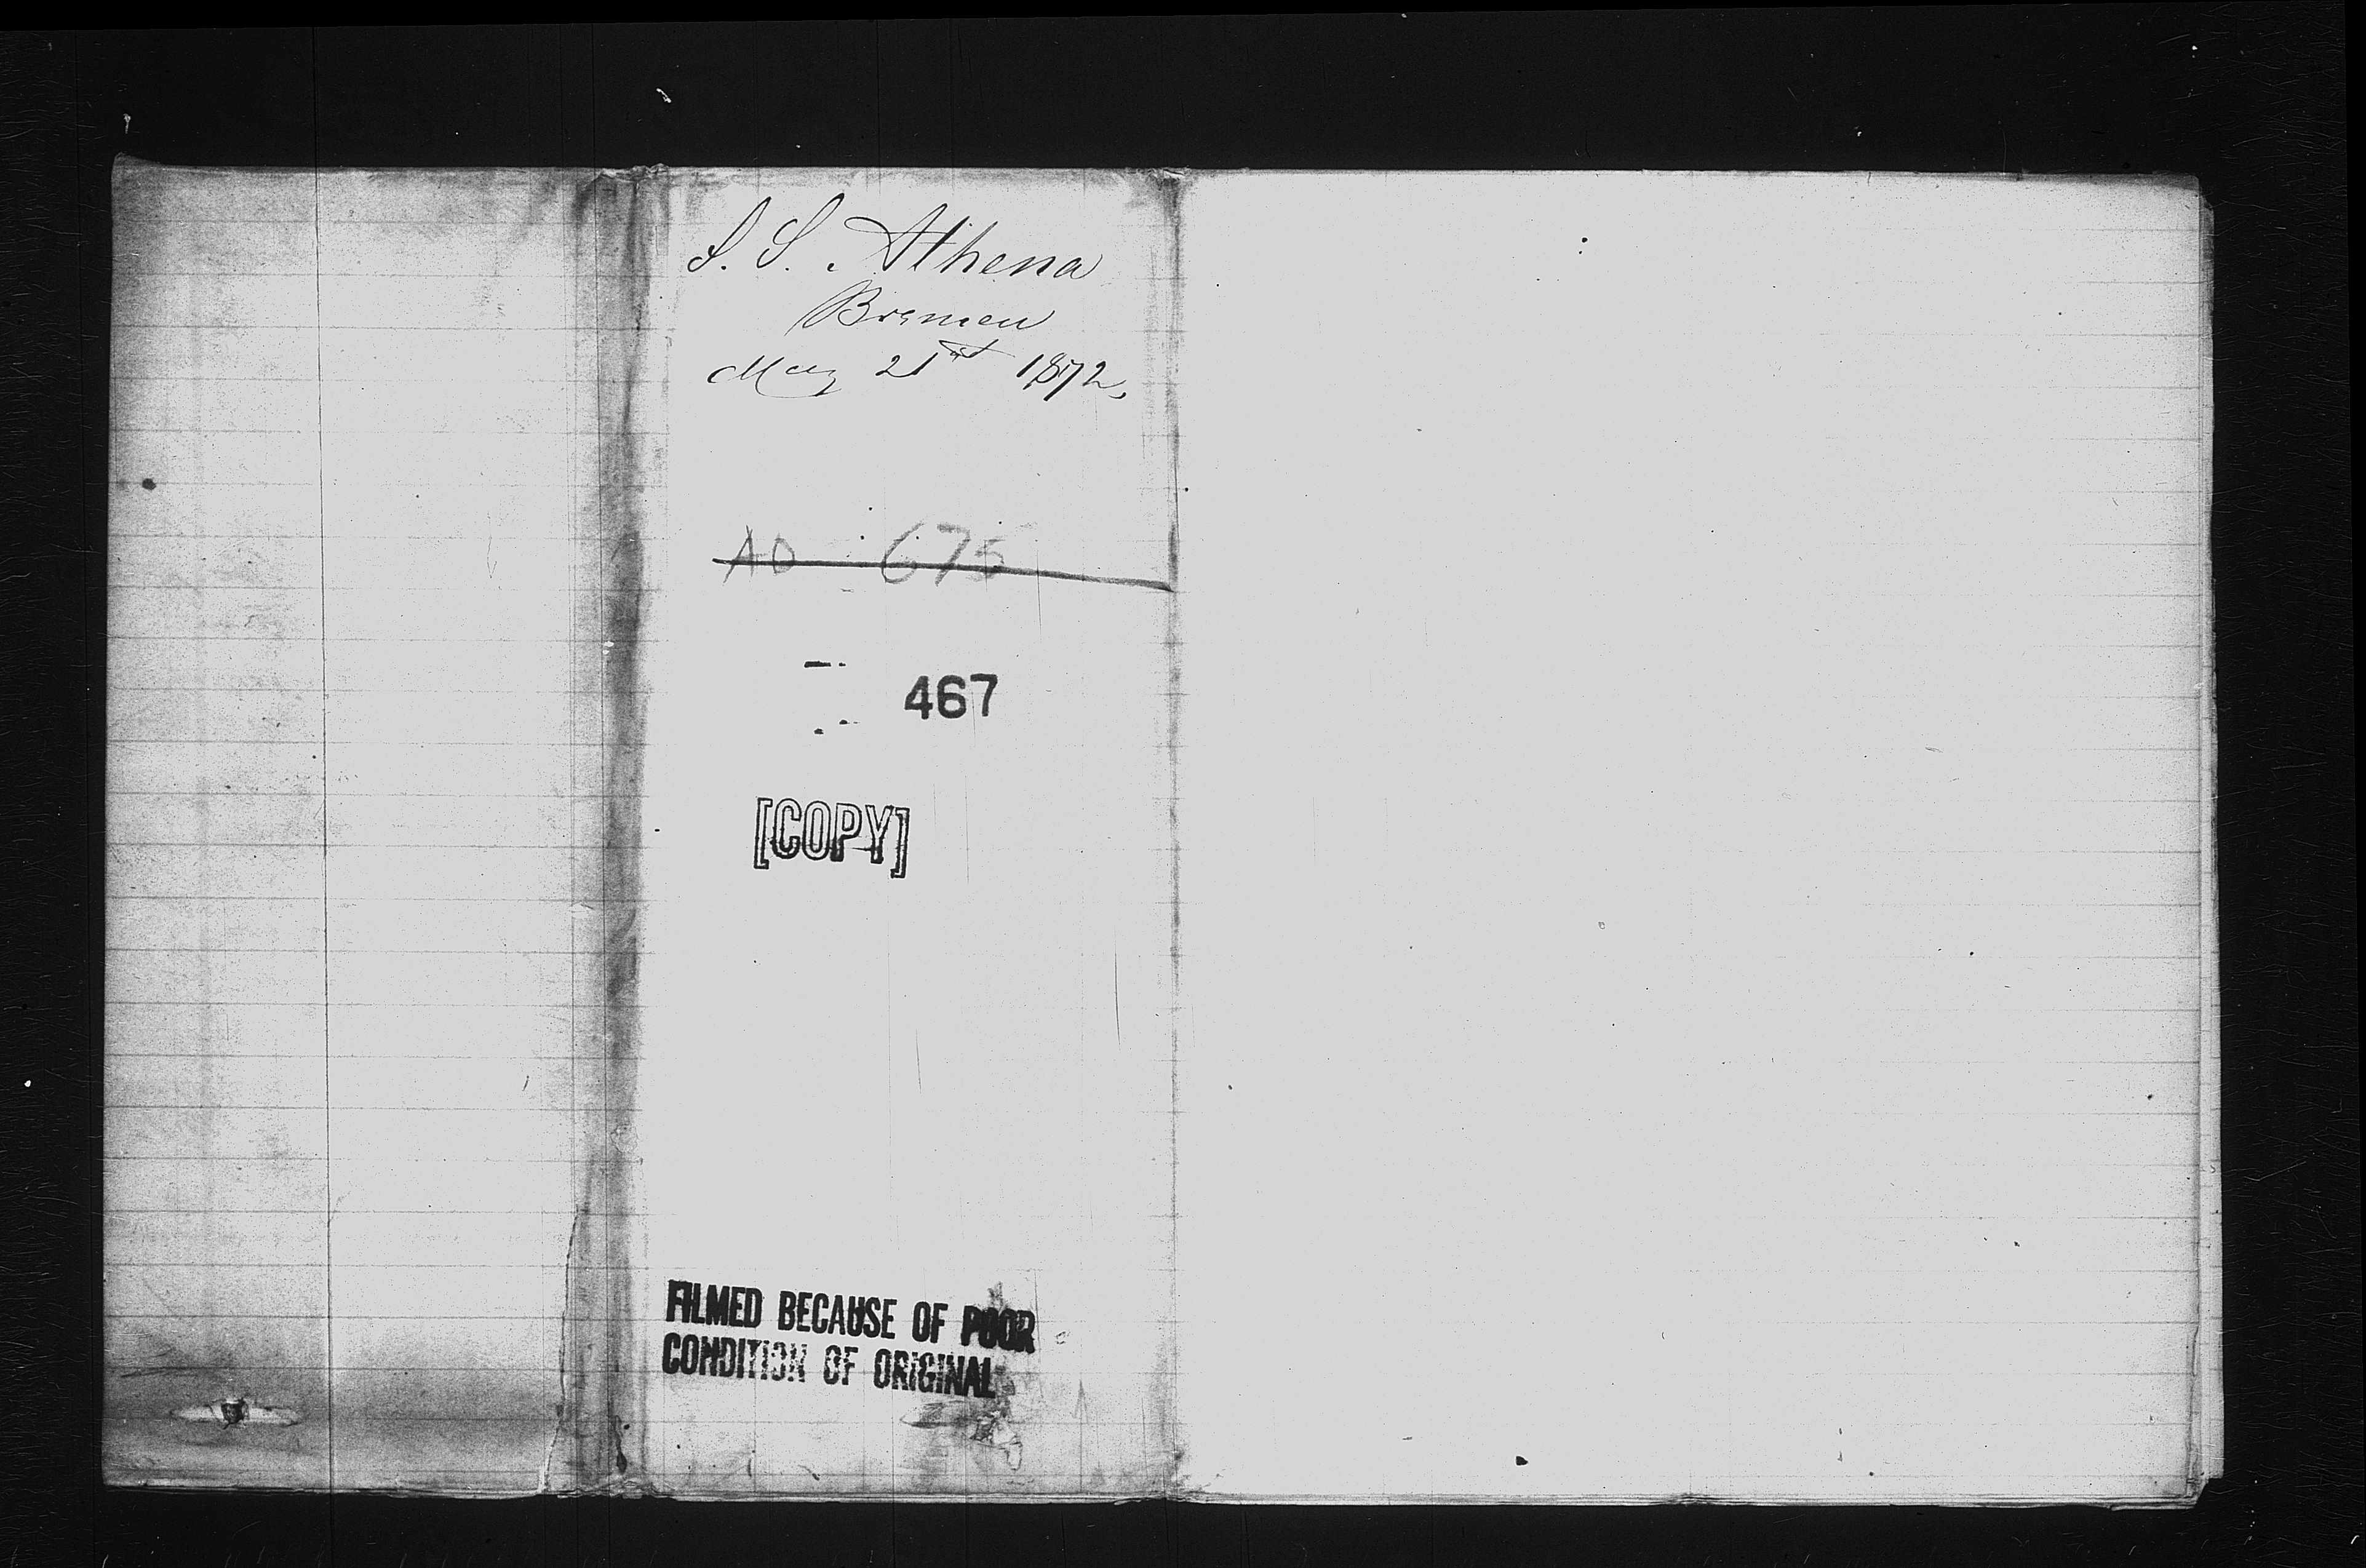 S. S. Athena
Bremen
May 21st 1872
AD 675
467
[COPY]
FILMED BECAUSE OF POOR
CONDITION OF ORIGINAL